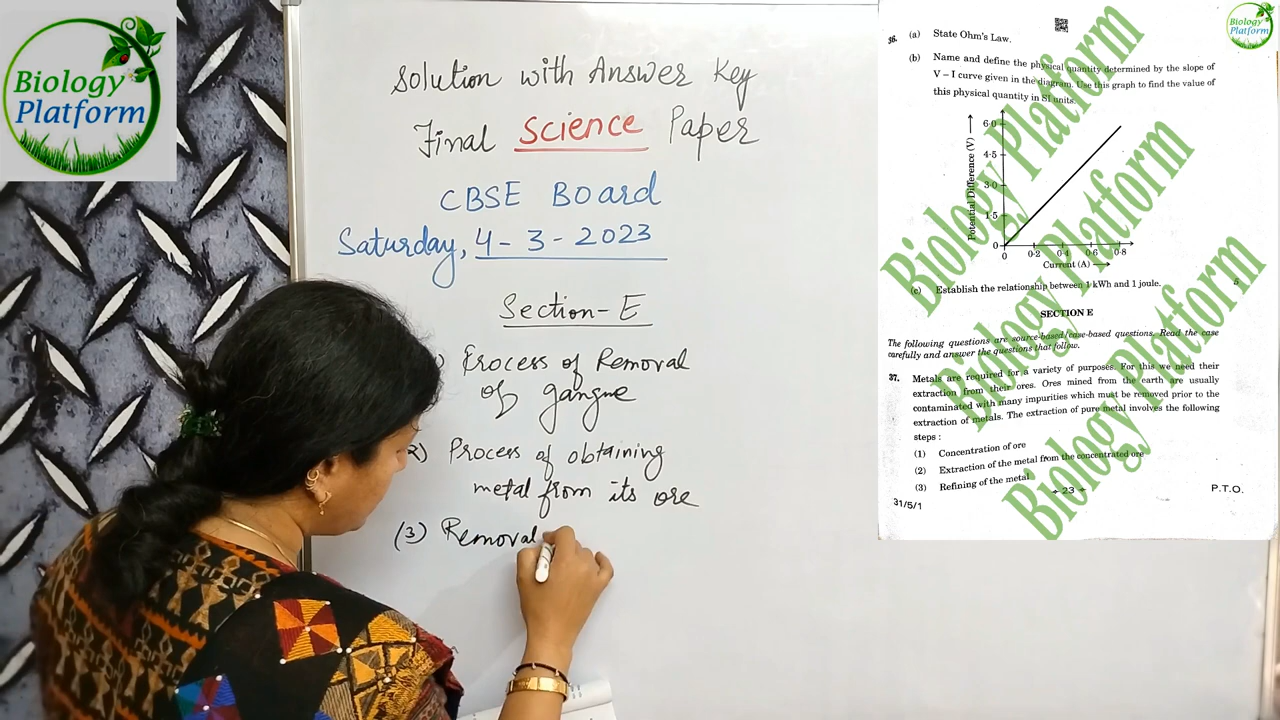 Biology
Platform
Solution with Answer Key
Final Science Paper
CBSE Board
Saturday, 4-3-2023
Section-E
Process of Removal
of gangue
2) Process of obtaining
metal from its ore
(3) Removal
Biology
Platform
36. (a) State Ohm's Law.
(b) Name and define the physical quantity determined by the slope of
V – I curve given in the diagram. Use this graph to find the value of
this physical quantity in SI units.
Potential Difference (V)
6·0
4·5
3·0
1·5
0
0 0·2 0·4 0·6 0·8
Current (A)
(c) Establish the relationship between 1 kWh and 1 joule. 5
SECTION E
The following questions are source-based/case-based questions. Read the case
carefully and answer the questions that follow.
37. Metals are required for a variety of purposes. For this we need their
extraction from their ores. Ores mined from the earth are usually
contaminated with many impurities which must be removed prior to the
extraction of metals. The extraction of pure metal involves the following
steps :
(1) Concentration of ore
(2) Extraction of the metal from the concentrated ore
(3) Refining of the metal
31/5/1
÷ 23 ÷
P.T.O.
Biology Platform
Biology Platform
Biology Platform